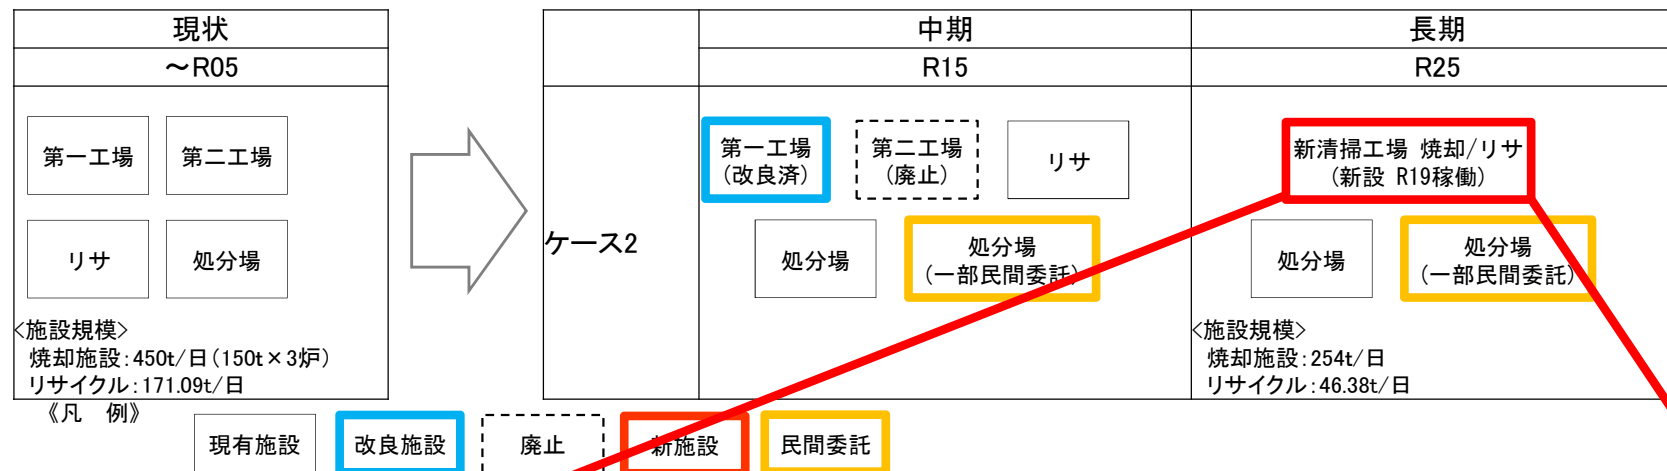 現状
～R05
第一工場
第二工場
リサ
処分場
<施設規模>
焼却施設:450t/日(150t×3炉)
リサイクル:171.09t/日
中期
長期
R15
R25
ケース2
第一工場
(改良済)
第二工場
(廃止)
リサ
処分場
処分場
(一部民間委託)
新清掃工場 焼却/リサ
(新設 R19稼働)
処分場
処分場
(一部民間委託)
<施設規模>
焼却施設:254t/日
リサイクル:46.38t/日
《凡 例》
現有施設
改良施設
廃止
新施設
民間委託